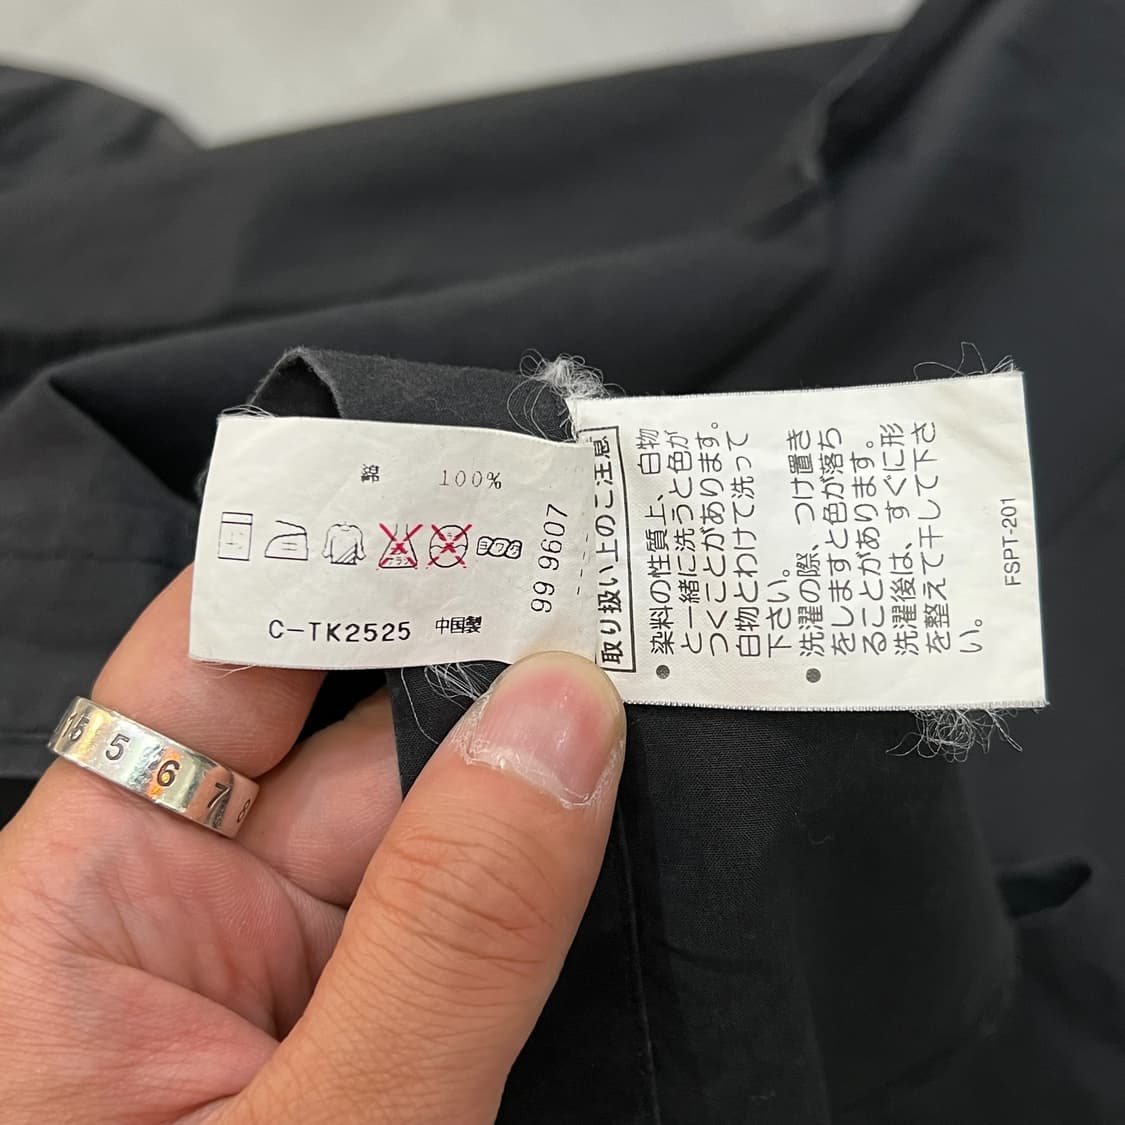 綿 100%
C-TK2525 中国製
99 9607
取り扱い上のご注意
● 染料の性質上、白物
と一緒に洗うと色が
つくことがあります。
白物とわけて洗って
下さい。
● 洗濯の際、つけ置き
をしますと色が落ち
ることがあります。
洗濯後は、すぐに形
を整えて干して下さ
い。
FSPT-201
5 6 7 8